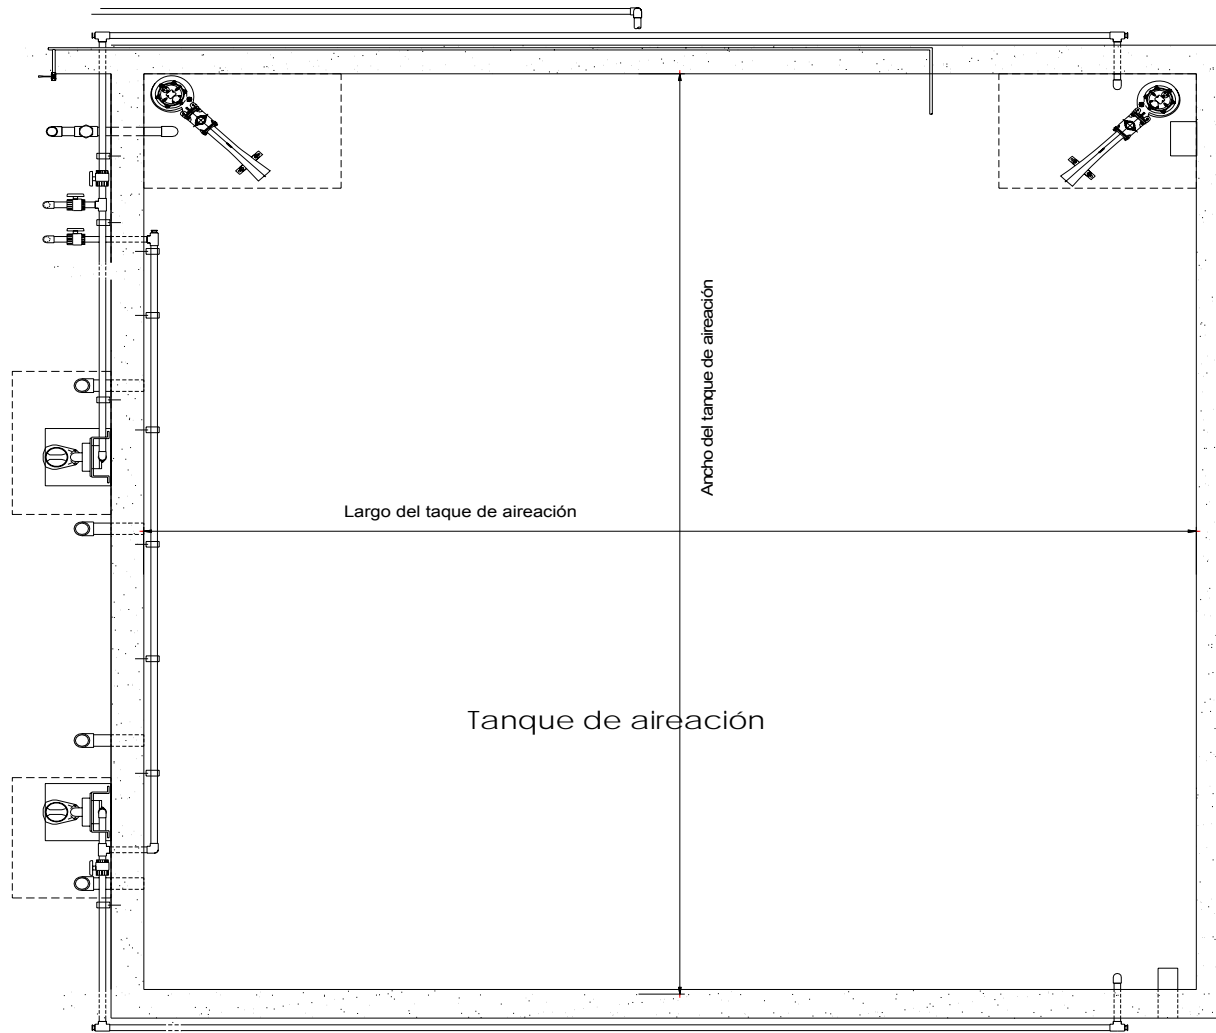 Ancho del tanque de aireación
Largo del taque de aireación
Tanque de aireación